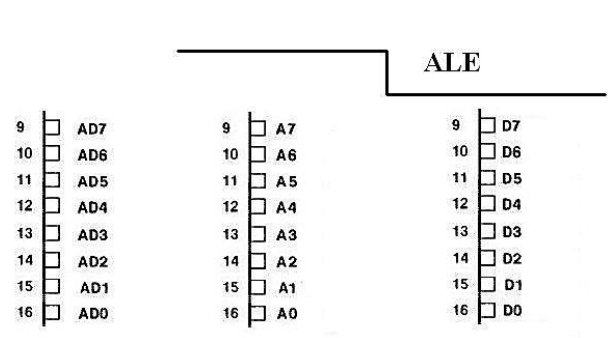 ALE
9 AD7 9 A7 9 D7
10 AD6 10 A6 10 D6
11 AD5 11 A5 11 D5
12 AD4 12 A4 12 D4
13 AD3 13 A3 13 D3
14 AD2 14 A2 14 D2
15 AD1 15 A1 15 D1
16 AD0 16 A0 16 D0